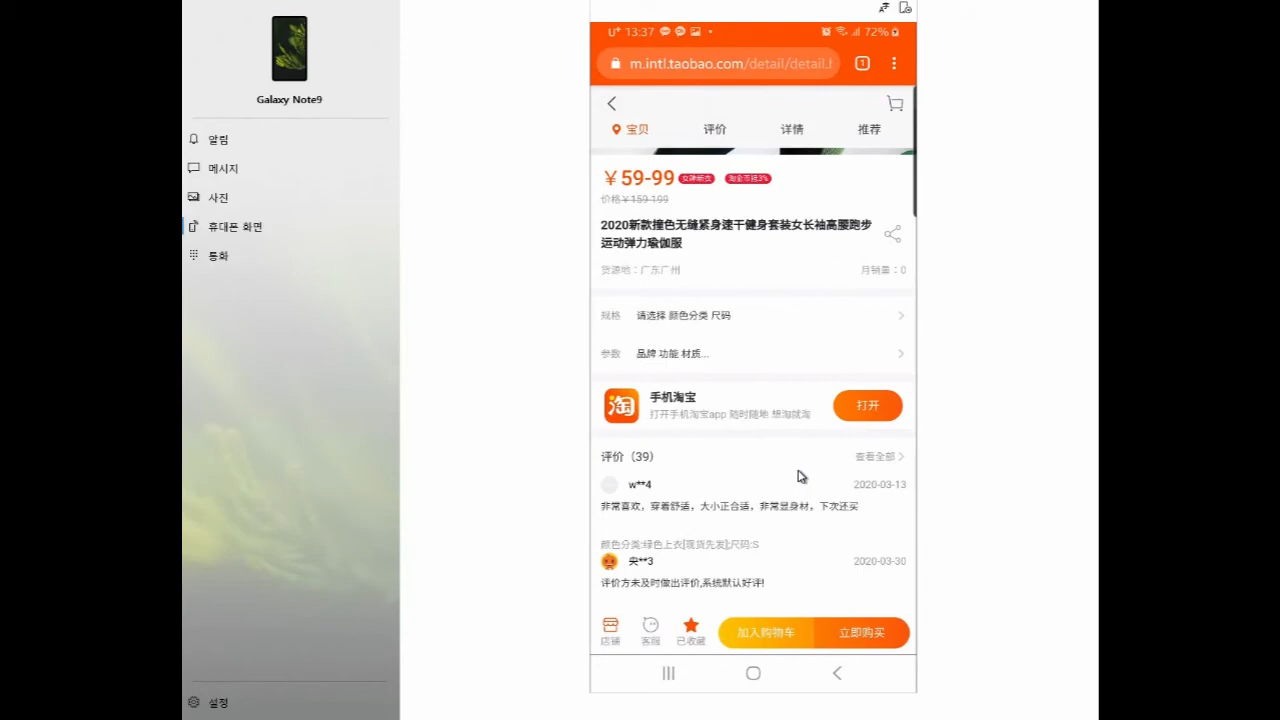 Galaxy Note9
알림
메시지
사진
휴대폰 화면
통화
설정
U+ 13:37
72%
m.intl.taobao.com/detail/detail.
1
宝贝 评价 详情 推荐
￥59-99 淘金币抵3%
价格￥159-199
2020新款撞色无缝紧身速干健身套装女长袖高腰跑步
运动弹力瑜伽服
货源地：广东广州 月销量：0
规格 请选择 颜色分类 尺码
参数 品牌 功能 材质...
淘 手机淘宝
打开手机淘宝app 随时随地 想淘就淘
打开
评价（39） 查看全部
w**4 2020-03-13
非常喜欢，穿着舒适，大小正合适，非常显身材，下次还买
颜色分类:绿色上衣[现货先发];尺码:S
央**3 2020-03-30
评价方未及时做出评价,系统默认好评!
店铺 客服 已收藏 加入购物车 立即购买